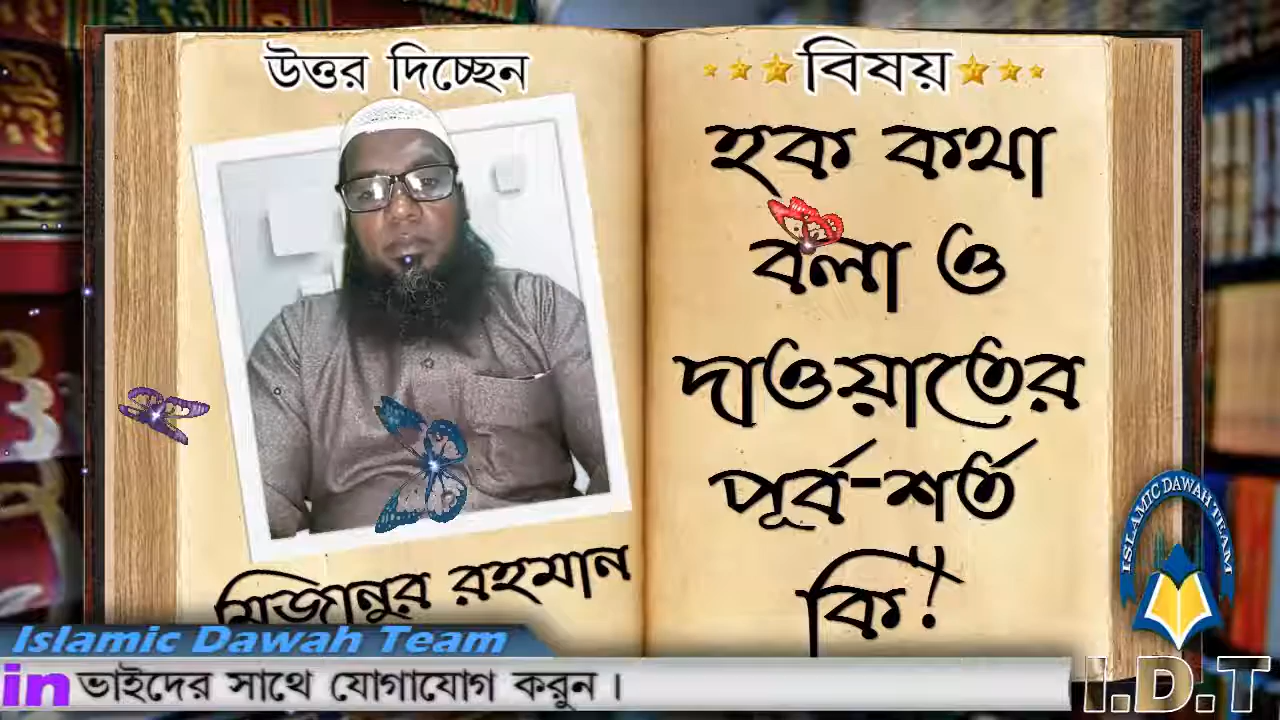 উত্তর দিচ্ছেন
মিজানুর রহমান
বিষয়
হক কথা
বলা ও
দাওয়াতের
পূর্ব-শর্ত
কি?
ISLAMIC DAWAH TEAM
I.D.T
Islamic Dawah Team
in ভাইদের সাথে যোগাযোগ করুন।